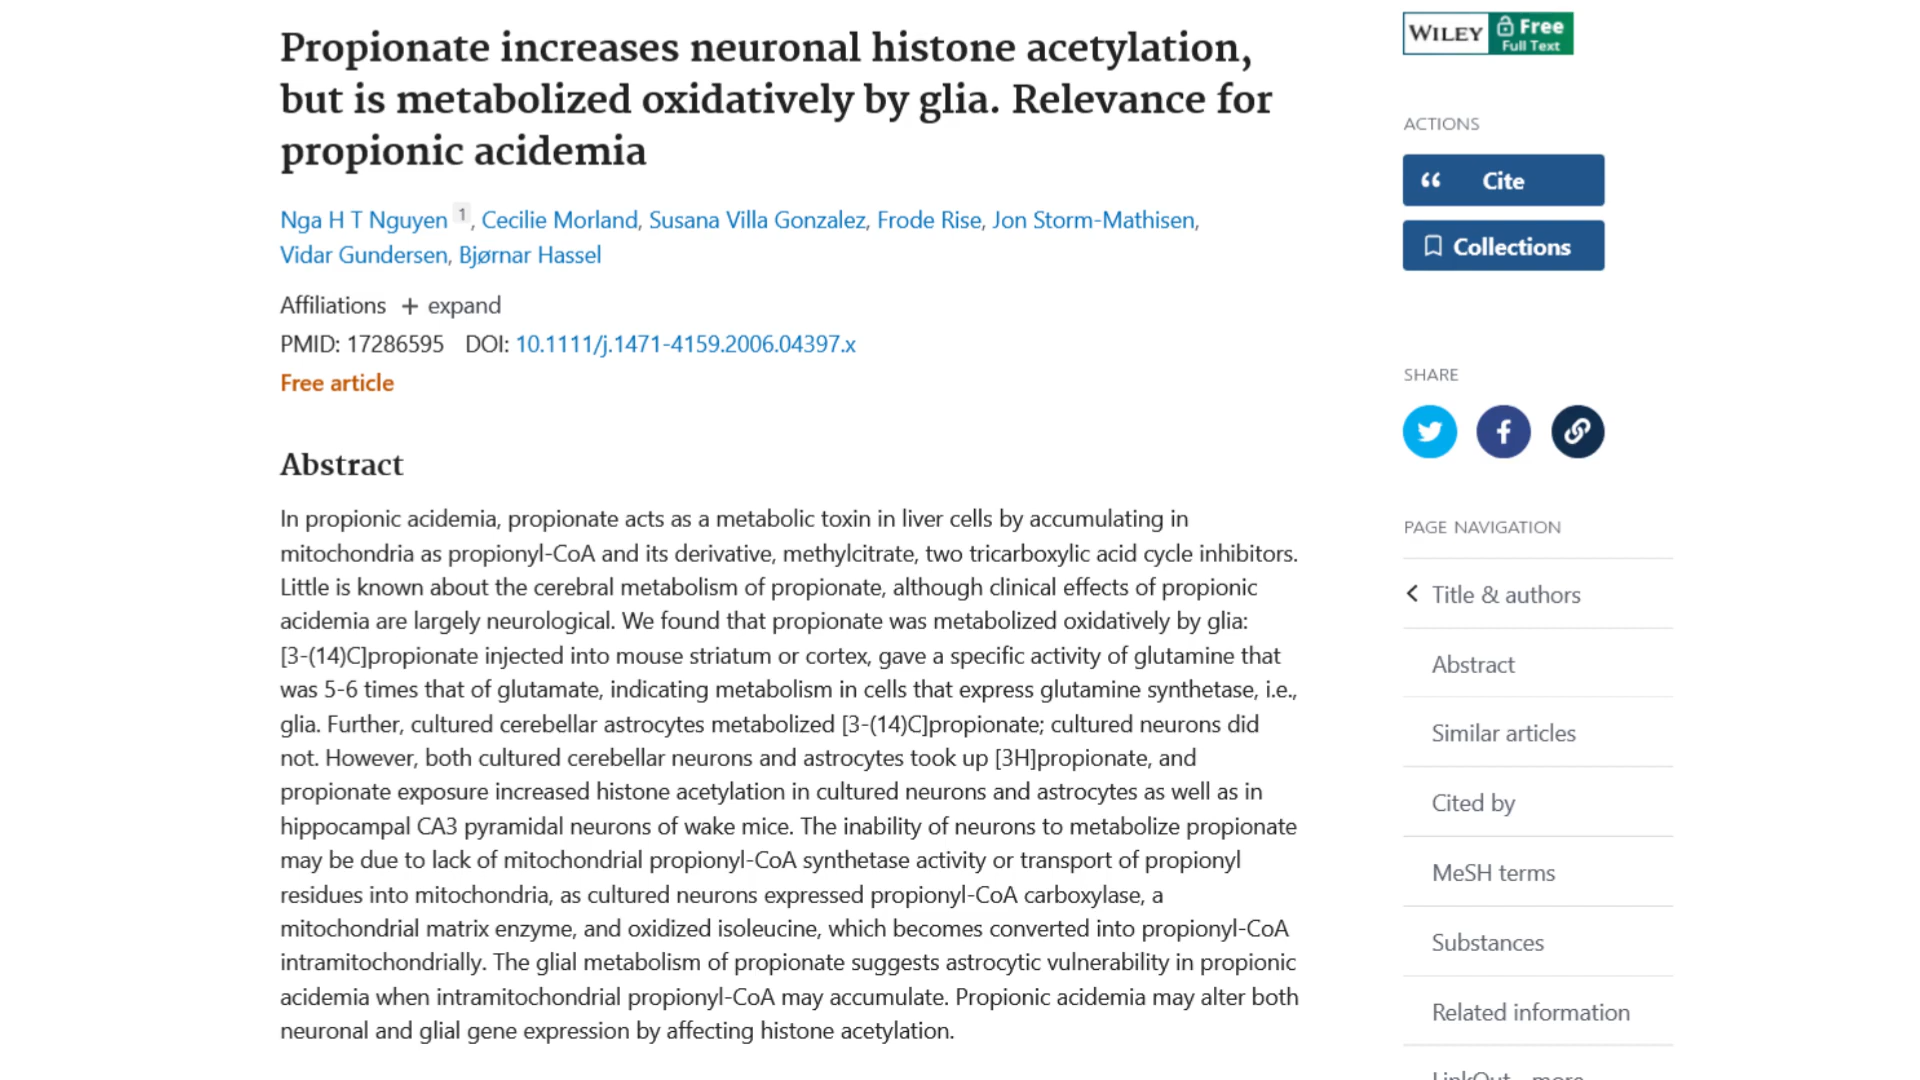 Propionate increases neuronal histone acetylation,
but is metabolized oxidatively by glia. Relevance for
propionic acidemia
Nga H T Nguyen 1, Cecilie Morland, Susana Villa Gonzalez, Frode Rise, Jon Storm-Mathisen,
Vidar Gundersen, Bjørnar Hassel
Affiliations + expand
PMID: 17286595 DOI: 10.1111/j.1471-4159.2006.04397.x
Free article
Abstract
In propionic acidemia, propionate acts as a metabolic toxin in liver cells by accumulating in
mitochondria as propionyl-CoA and its derivative, methylcitrate, two tricarboxylic acid cycle inhibitors.
Little is known about the cerebral metabolism of propionate, although clinical effects of propionic
acidemia are largely neurological. We found that propionate was metabolized oxidatively by glia:
[3-(14)C]propionate injected into mouse striatum or cortex, gave a specific activity of glutamine that
was 5-6 times that of glutamate, indicating metabolism in cells that express glutamine synthetase, i.e.,
glia. Further, cultured cerebellar astrocytes metabolized [3-(14)C]propionate; cultured neurons did
not. However, both cultured cerebellar neurons and astrocytes took up [3H]propionate, and
propionate exposure increased histone acetylation in cultured neurons and astrocytes as well as in
hippocampal CA3 pyramidal neurons of wake mice. The inability of neurons to metabolize propionate
may be due to lack of mitochondrial propionyl-CoA synthetase activity or transport of propionyl
residues into mitochondria, as cultured neurons expressed propionyl-CoA carboxylase, a
mitochondrial matrix enzyme, and oxidized isoleucine, which becomes converted into propionyl-CoA
intramitochondrially. The glial metabolism of propionate suggests astrocytic vulnerability in propionic
acidemia when intramitochondrial propionyl-CoA may accumulate. Propionic acidemia may alter both
neuronal and glial gene expression by affecting histone acetylation.
WILEY Free
Full Text
ACTIONS
Cite
Collections
SHARE
PAGE NAVIGATION
Title & authors
Abstract
Similar articles
Cited by
MeSH terms
Substances
Related information
LinkOut - more